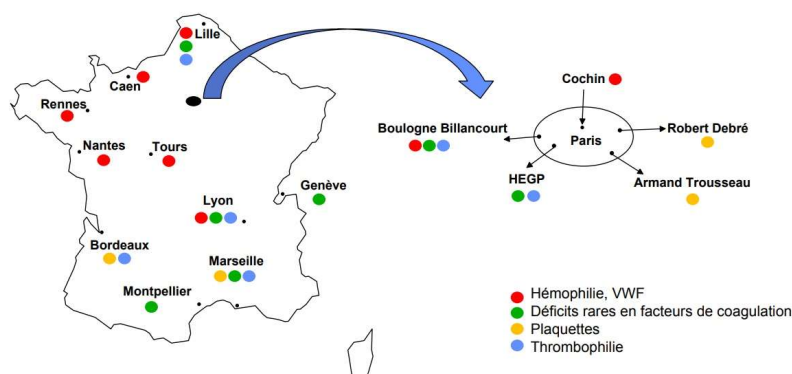 Lille
Caen
Rennes
Nantes
Tours
Lyon
Genève
Bordeaux
Marseille
Montpellier
Cochin
Boulogne Billancourt
Paris
Robert Debré
HEGP
Armand Trousseau
Hémophilie, VWF
Déficits rares en facteurs de coagulation
Plaquettes
Thrombophilie